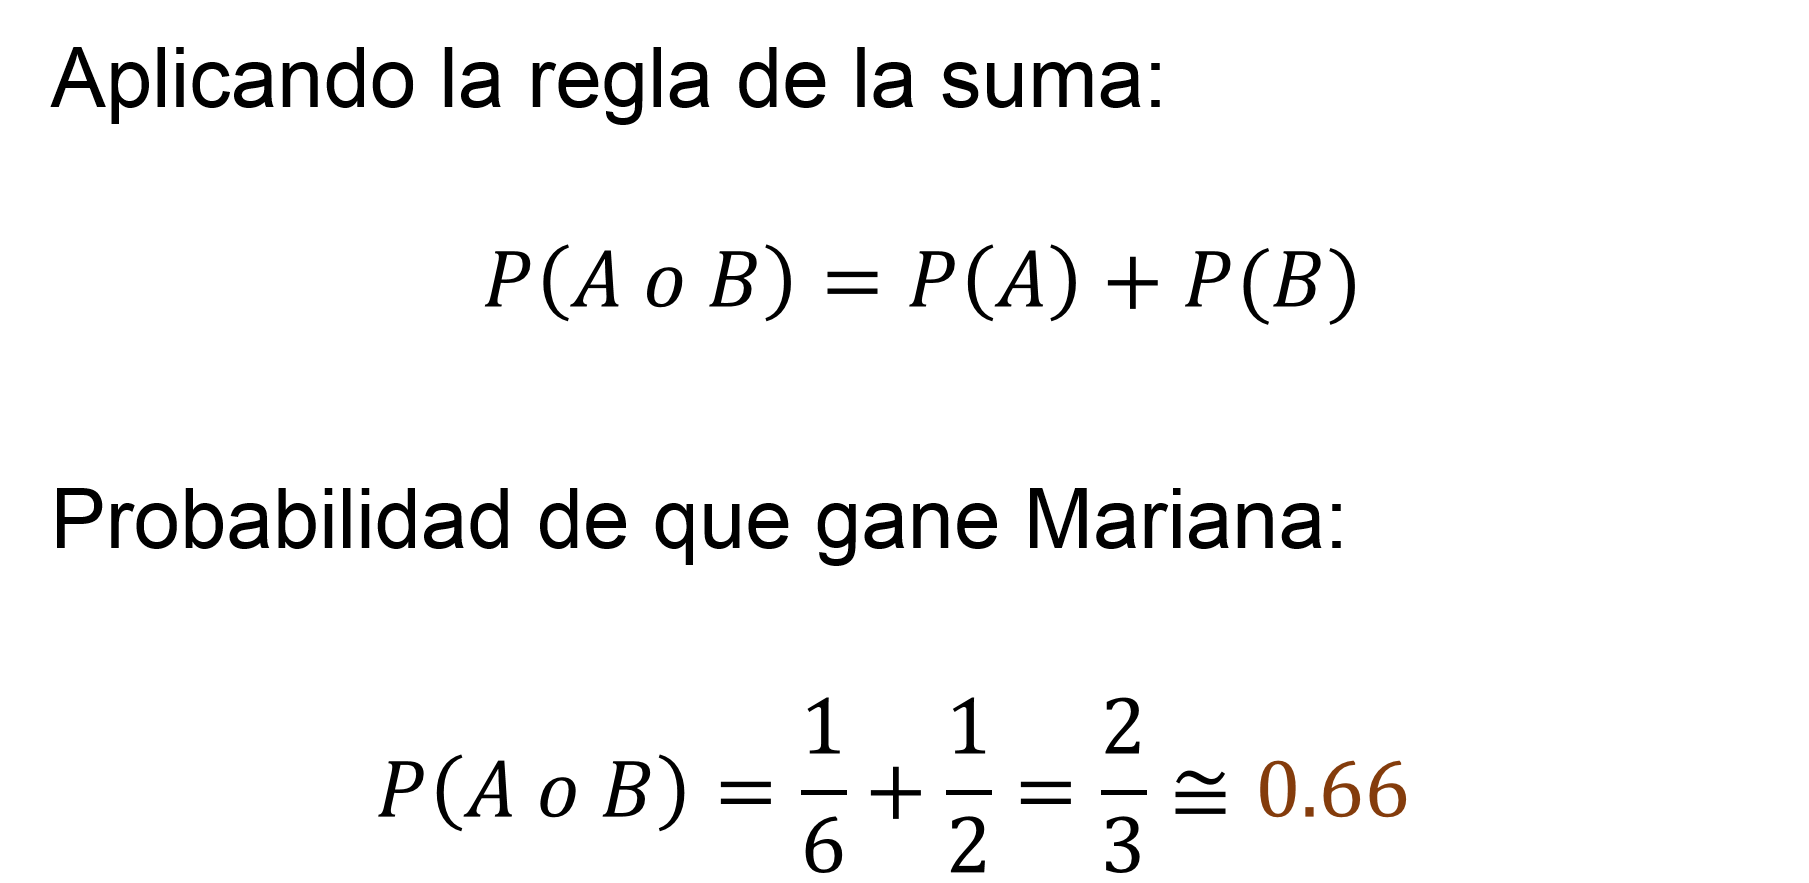 Aplicando la regla de la suma:
P(A o B) = P(A) + P(B)
Probabilidad de que gane Mariana:
P(A o B) = 1/6 + 1/2 = 2/3 ≅ 0.66